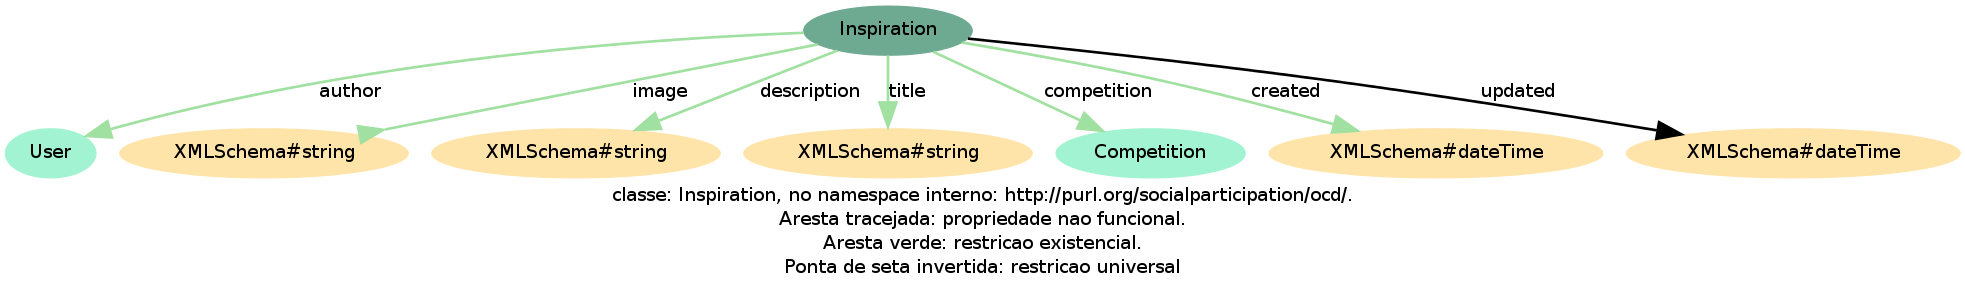 Inspiration
author
image
description
title
competition
created
updated
User
XMLSchema#string
XMLSchema#string
XMLSchema#string
Competition
XMLSchema#dateTime
XMLSchema#dateTime
classe: Inspiration, no namespace interno: http://purl.org/socialparticipation/ocd/.
Aresta tracejada: propriedade nao funcional.
Aresta verde: restricao existencial.
Ponta de seta invertida: restricao universal